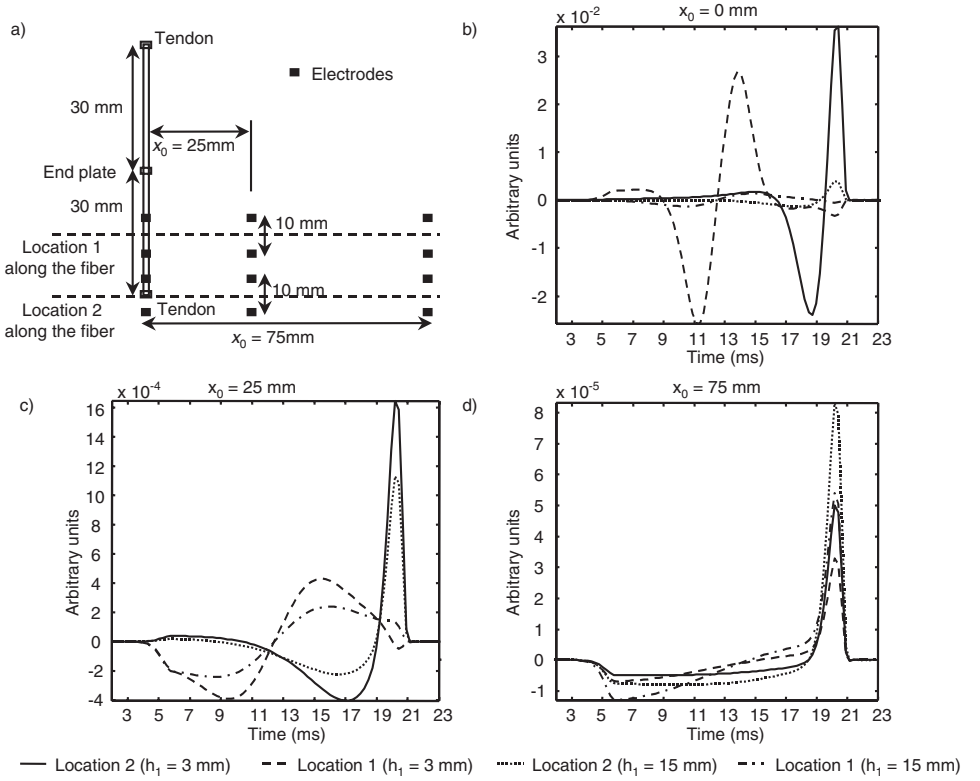 a)
Tendon
Electrodes
30 mm
x₀ = 25mm
End plate
30 mm
10 mm
Location 1
along the fiber
10 mm
Location 2
along the fiber
Tendon
x₀ = 75mm
b)
x 10⁻²
x₀ = 0 mm
Arbitrary units
3
2
1
0
-1
-2
3 5 7 9 11 13 15 17 19 21 23
Time (ms)
c)
x 10⁻⁴
x₀ = 25 mm
Arbitrary units
16
14
12
10
8
6
4
2
0
-2
-4
3 5 7 9 11 13 15 17 19 21 23
Time (ms)
d)
x 10⁻⁵
x₀ = 75 mm
Arbitrary units
8
7
6
5
4
3
2
1
0
-1
3 5 7 9 11 13 15 17 19 21 23
Time (ms)
Location 2 (h₁ = 3 mm) Location 1 (h₁ = 3 mm) Location 2 (h₁ = 15 mm) Location 1 (h₁ = 15 mm)